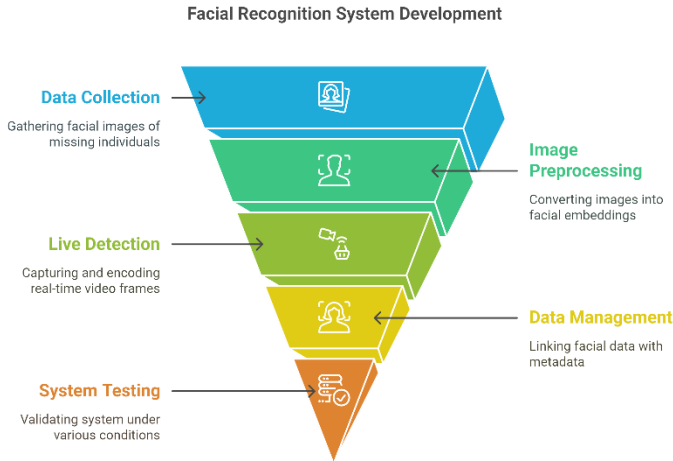 Facial Recognition System Development
Data Collection
Gathering facial images of
missing individuals
Image
Preprocessing
Converting images into
facial embeddings
Live Detection
Capturing and encoding
real-time video frames
Data Management
Linking facial data with
metadata
System Testing
Validating system under
various conditions